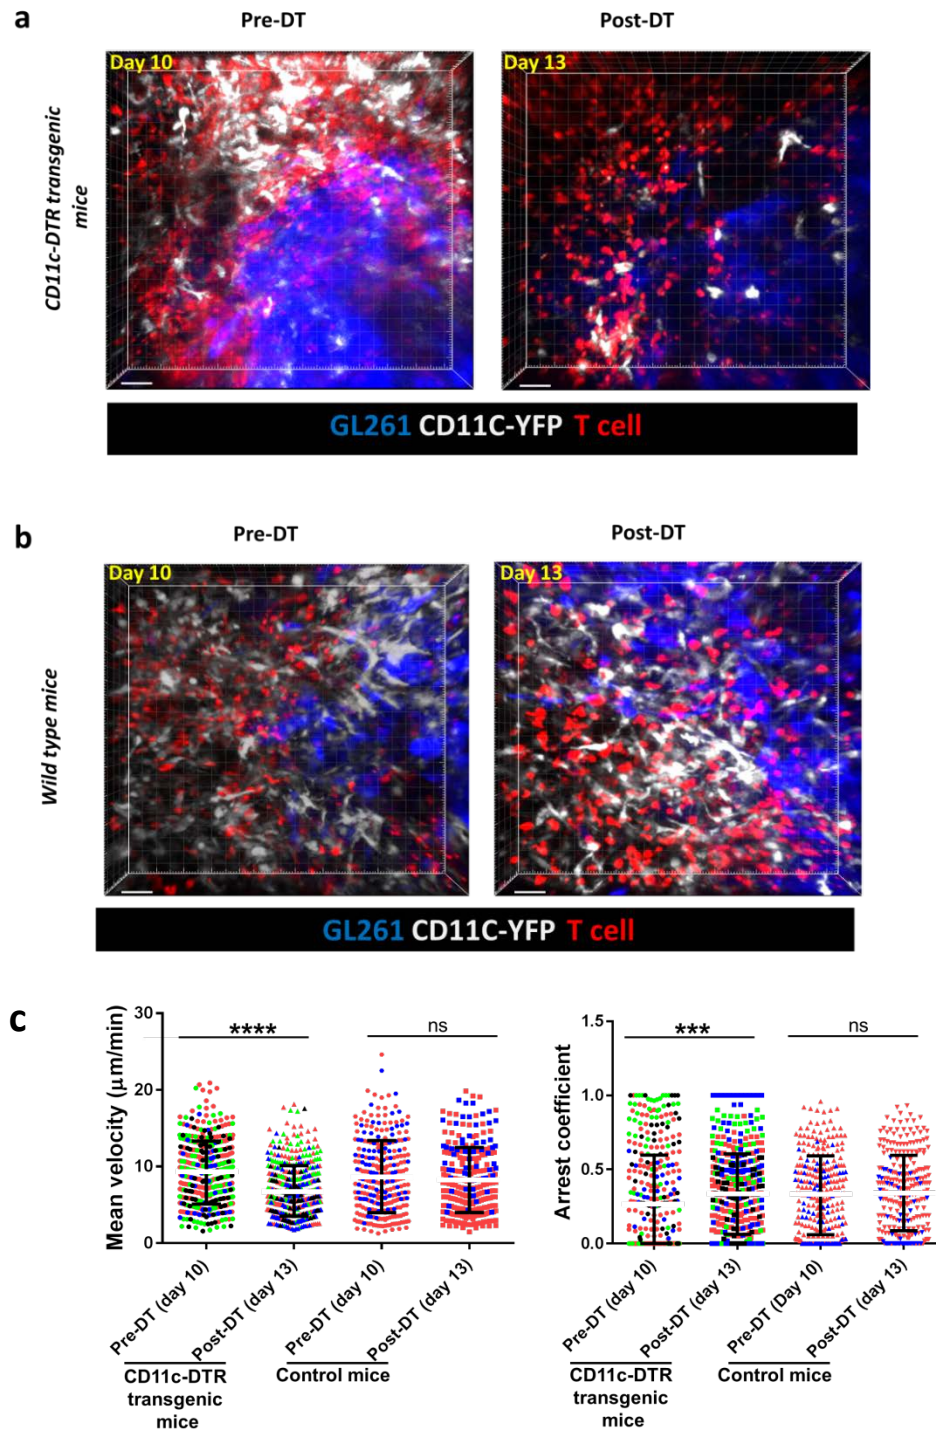 a
Pre-DT
Post-DT
CD11c-DTR transgenic
mice
Day 10
Day 13
GL261 CD11C-YFP T cell
b
Pre-DT
Post-DT
Wild type mice
Day 10
Day 13
GL261 CD11C-YFP T cell
c
Mean velocity (μm/min)
30
20
10
0
****
ns
Pre-DT (day 10)
Post-DT (day 13)
Pre-DT (day 10)
Post-DT (day 13)
CD11c-DTR
transgenic
mice
Control mice
Arrest coefficient
1.5
1.0
0.5
0.0
***
ns
Pre-DT (day 10)
Post-DT (day 13)
Pre-DT (Day 10)
Post-DT (day 13)
CD11c-DTR
transgenic
mice
Control mice